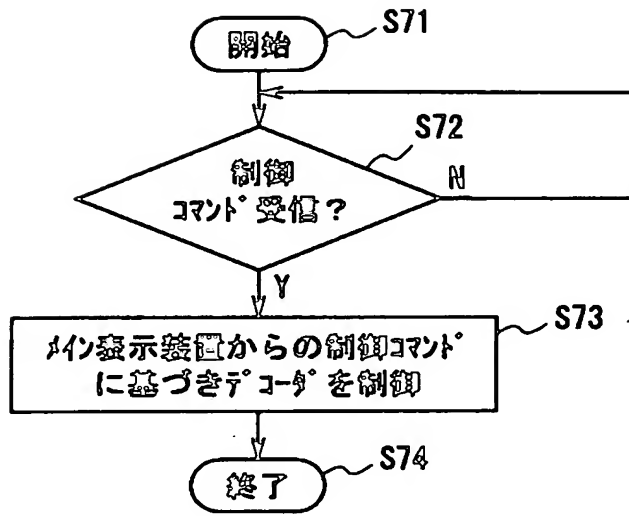 開始
S71
S72
制御
コマンド受信?
N
Y
S73
メイン表示装置からの制御コマンド
に基づきデコーダを制御
S74
終了